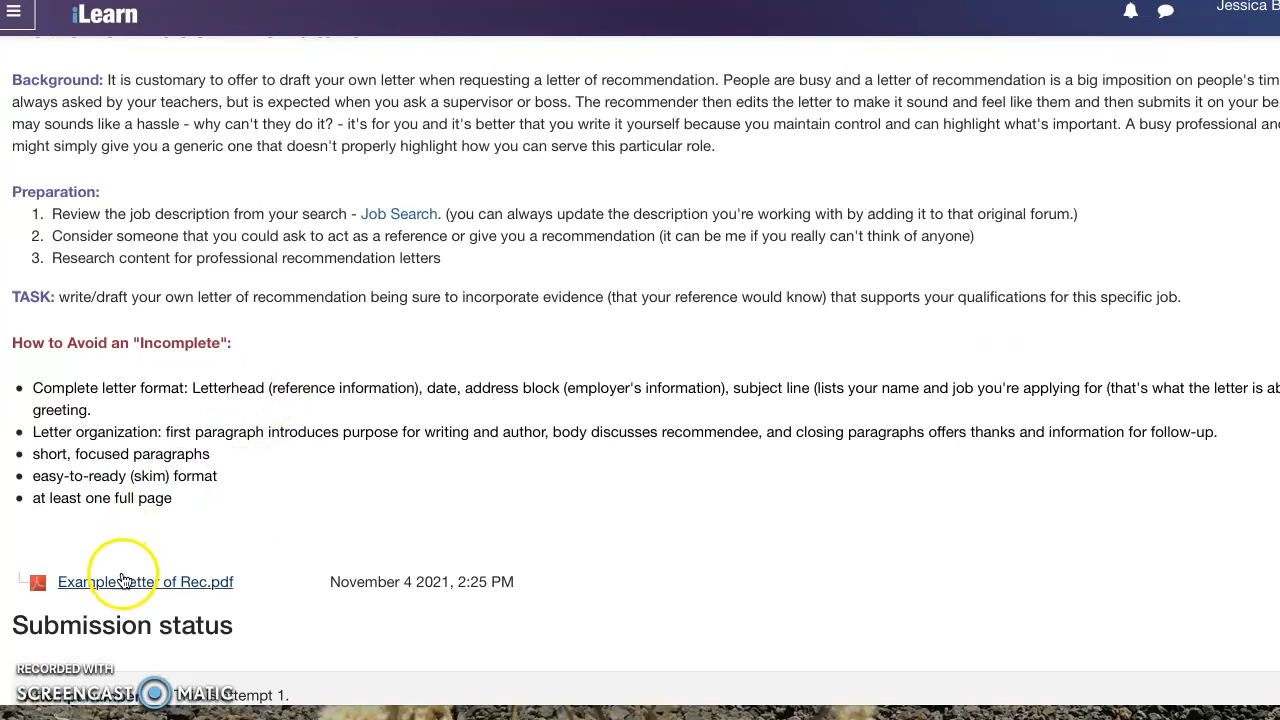 iLearn
Jessica B
Background: It is customary to offer to draft your own letter when requesting a letter of recommendation. People are busy and a letter of recommendation is a big imposition on people's tim
always asked by your teachers, but is expected when you ask a supervisor or boss. The recommender then edits the letter to make it sound and feel like them and then submits it on your be
may sounds like a hassle - why can't they do it? - it's for you and it's better that you write it yourself because you maintain control and can highlight what's important. A busy professional and
might simply give you a generic one that doesn't properly highlight how you can serve this particular role.
Preparation:
1. Review the job description from your search - Job Search. (you can always update the description you're working with by adding it to that original forum.)
2. Consider someone that you could ask to act as a reference or give you a recommendation (it can be me if you really can't think of anyone)
3. Research content for professional recommendation letters
TASK: write/draft your own letter of recommendation being sure to incorporate evidence (that your reference would know) that supports your qualifications for this specific job.
How to Avoid an "Incomplete":
Complete letter format: Letterhead (reference information), date, address block (employer's information), subject line (lists your name and job you're applying for (that's what the letter is ab
greeting.
Letter organization: first paragraph introduces purpose for writing and author, body discusses recommendee, and closing paragraphs offers thanks and information for follow-up.
short, focused paragraphs
easy-to-ready (skim) format
at least one full page
Example Letter of Rec.pdf November 4 2021, 2:25 PM
Submission status
RECORDED WITH
SCREENCAST MATIC
This is attempt 1.